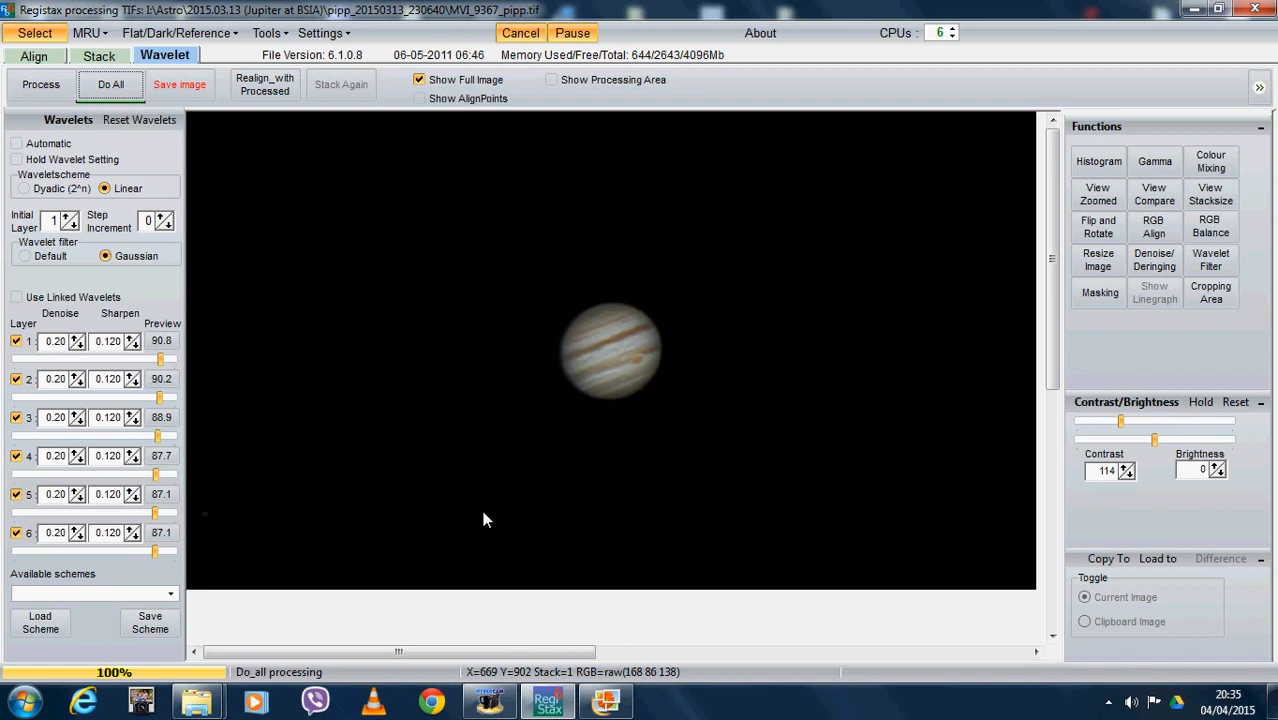 Registax processing TIFs: I:\Astro\2015.03.13 (Jupiter at BSIA)\pipp_20150313_230640\MVI_9367_pipp.tif
Select MRU Flat/Dark/Reference Tools Settings Cancel Pause About CPUs: 6
Align Stack Wavelet File Version: 6.1.0.8 06-05-2011 06:46 Memory Used/Free/Total: 644/2643/4096Mb
Process Do All Save image Realign_with Processed Stack Again Show Full Image Show Processing Area
Show AlignPoints
Wavelets Reset Wavelets
Automatic
Hold Wavelet Setting
Waveletscheme
Dyadic (2^n) Linear
Initial Layer 1 Step Increment 0
Wavelet filter
Default Gaussian
Use Linked Wavelets
Denoise Sharpen
Layer Preview
1 : 0.20 0.120 90.8
2 : 0.20 0.120 90.2
3 : 0.20 0.120 88.9
4 : 0.20 0.120 87.7
5 : 0.20 0.120 87.1
6 : 0.20 0.120 87.1
Available schemes
Load Scheme Save Scheme
Functions
Histogram Gamma Colour Mixing
View Zoomed View Compare View Stacksize
Flip and Rotate RGB Align RGB Balance
Resize Image Denoise/ Deringing Wavelet Filter
Masking Show Linegraph Cropping Area
Contrast/Brightness Hold Reset
Contrast Brightness
114 0
Copy To Load to Difference
Toggle
Current Image
Clipboard Image
100% Do_all processing X=669 Y=902 Stack=1 RGB=raw(168 86 138)
HYPERCAM
Regi Stax
20:35
04/04/2015